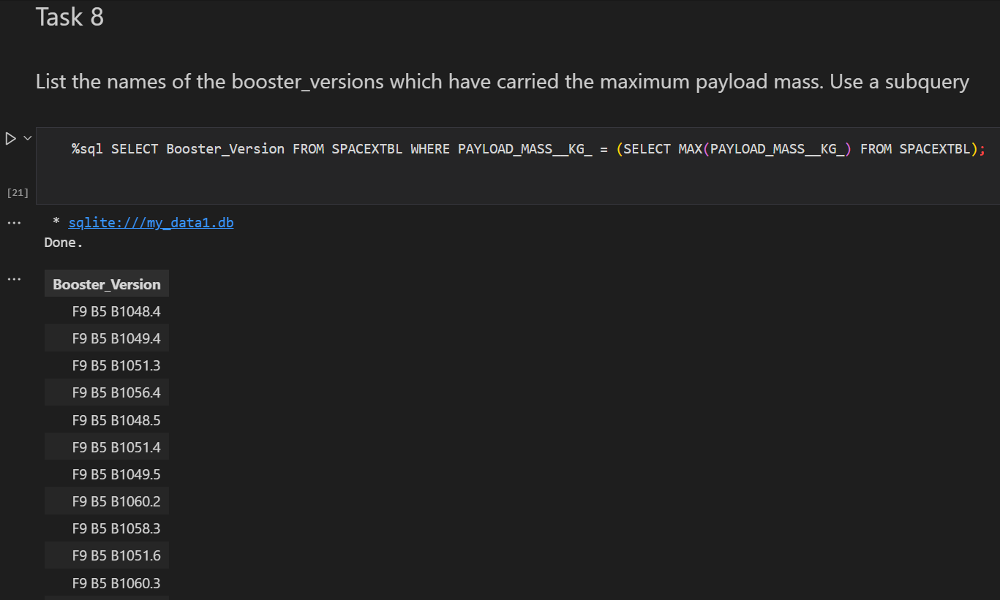 Task 8
List the names of the booster_versions which have carried the maximum payload mass. Use a subquery
%sql SELECT Booster_Version FROM SPACEXTBL WHERE PAYLOAD_MASS__KG_ = (SELECT MAX(PAYLOAD_MASS__KG_) FROM SPACEXTBL);
[21]
... * sqlite:///my_data1.db
Done.
...
Booster_Version
F9 B5 B1048.4
F9 B5 B1049.4
F9 B5 B1051.3
F9 B5 B1056.4
F9 B5 B1048.5
F9 B5 B1051.4
F9 B5 B1049.5
F9 B5 B1060.2
F9 B5 B1058.3
F9 B5 B1051.6
F9 B5 B1060.3